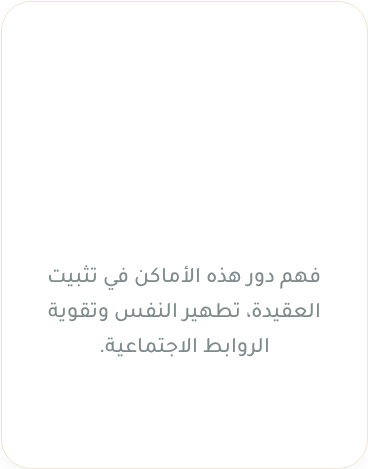 فهم دور هذه الأماكن في تثبيت
العقيدة، تطهير النفس وتقوية
الروابط الاجتماعية.